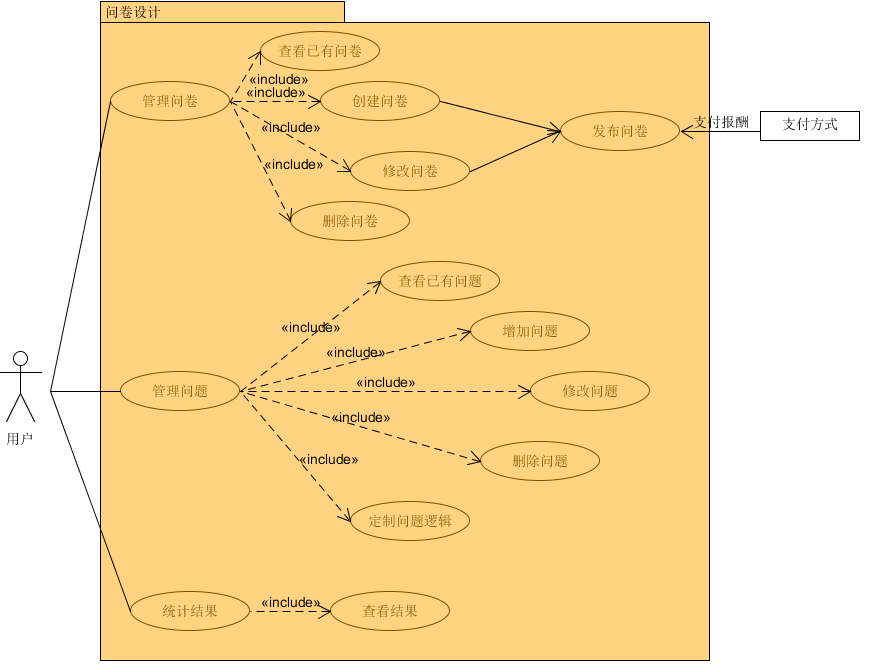 问卷设计
查看已有问卷
«include»
«include»
管理问卷
创建问卷
支付报酬
支付方式
«include»
发布问卷
«include»
修改问卷
删除问卷
查看已有问题
«include»
增加问题
«include»
管理问题
«include»
修改问题
«include»
用户
«include»
删除问题
定制问题逻辑
统计结果
«include»
查看结果